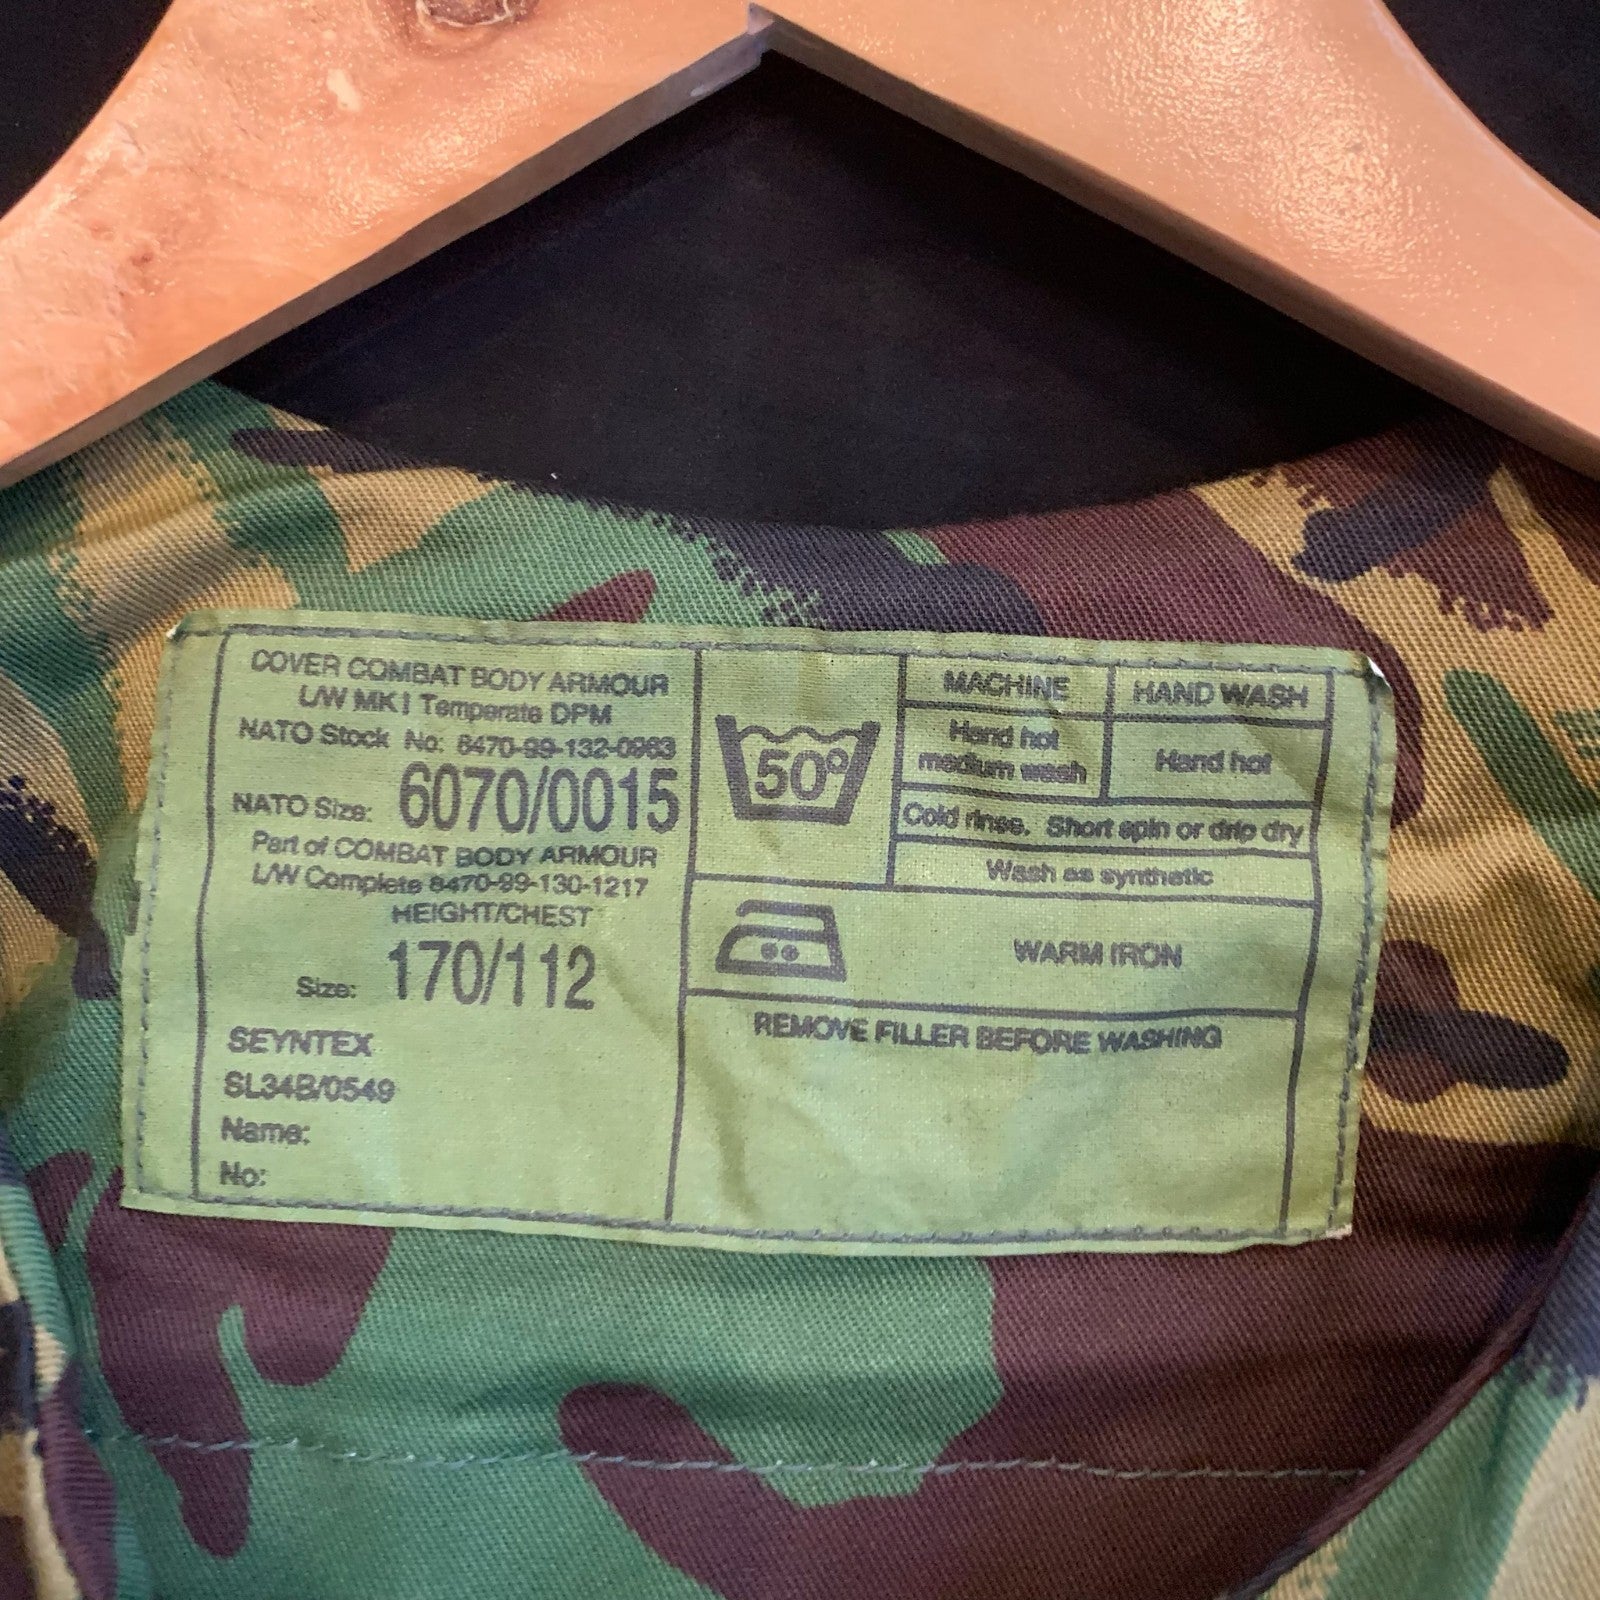 COVER COMBAT BODY ARMOUR
L/W MK I Temperate DPM
NATO Stock No: 8470-99-132-0963
NATO Size: 6070/0015
Part of COMBAT BODY ARMOUR
L/W Complete 8470-99-130-1217
HEIGHT/CHEST
Size: 170/112
SEYNTEX
SL34B/0549
Name:
No:
50°
MACHINE
HAND WASH
Hand hot
medium wash
Hand hot
Cold rinse. Short spin or drip dry
Wash as synthetic
WARM IRON
REMOVE FILLER BEFORE WASHING